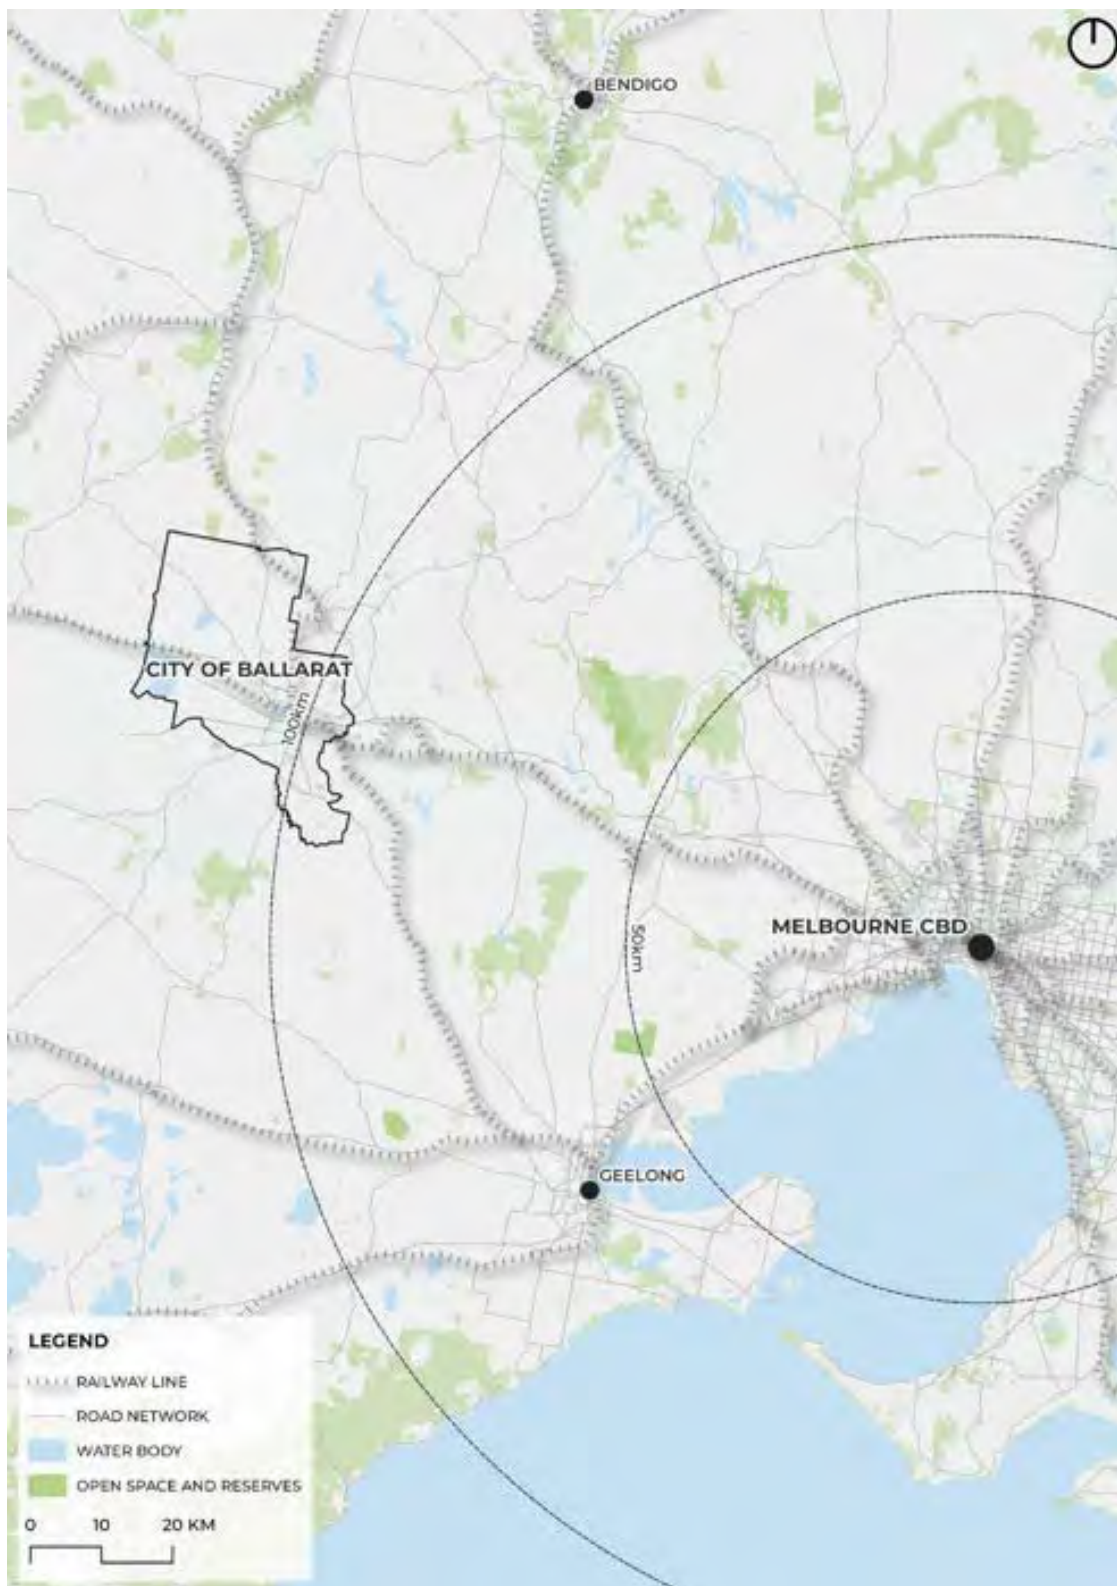 BENDIGO
CITY OF BALLARAT
100km
MELBOURNE CBD
50km
GEELONG
LEGEND
RAILWAY LINE
ROAD NETWORK
WATER BODY
OPEN SPACE AND RESERVES
0 10 20 KM